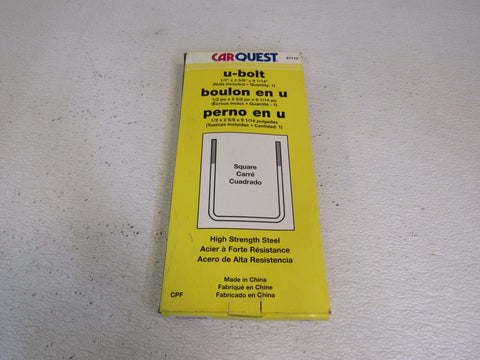 CARQUEST
u-bolt
1/2" x 2 5/8" x 9 1/14"
(Nuts Included • Quantity: 1)
boulon en u
1/2 po x 2 5/8 po x 9 1/14 po
(Écrous Inclus • Quantité : 1)
perno en u
1/2 x 2 5/8 x 9 1/14 pulgadas
(Tuercas Incluidas • Cantidad: 1)
Square
Carré
Cuadrado
High Strength Steel
Acier à Forte Résistance
Acero de Alta Resistencia
Made in China
Fabriqué en Chine
Fabricado en China
CPF